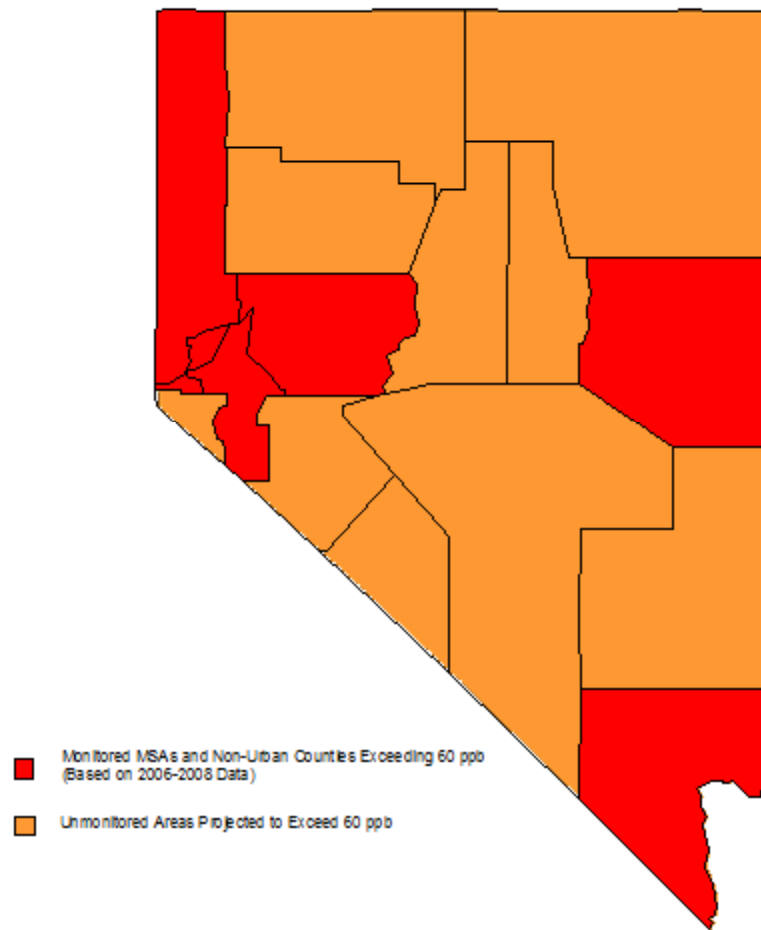 Monitored MSAs and Non-Urban Counties Exceeding 60 ppb
(Based on 2006-2008 Data)
Unmonitored Areas Projected to Exceed 60 ppb